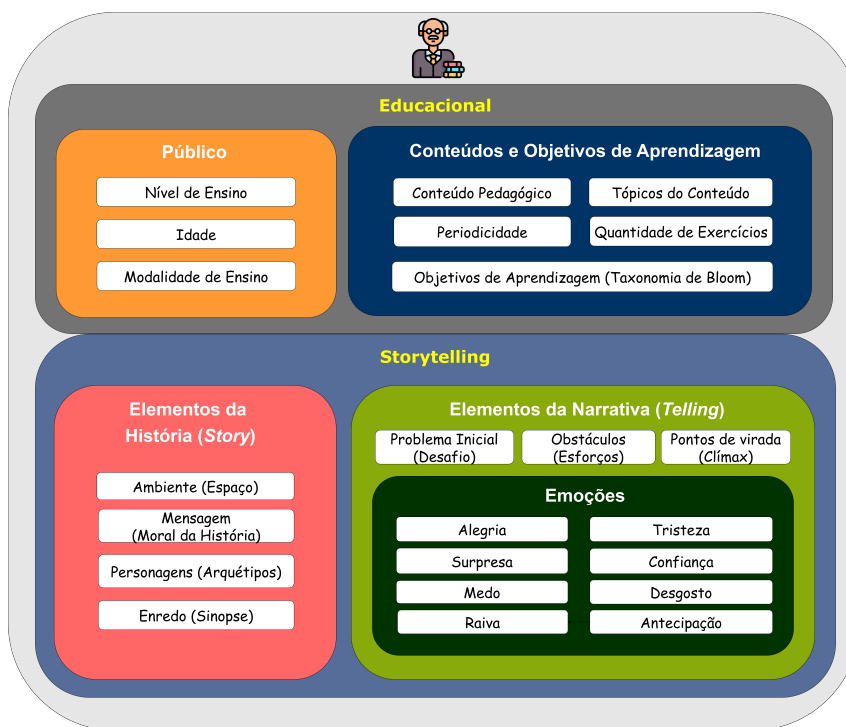 Educacional
Público
Nível de Ensino
Idade
Modalidade de Ensino
Conteúdos e Objetivos de Aprendizagem
Conteúdo Pedagógico
Tópicos do Conteúdo
Periodicidade
Quantidade de Exercícios
Objetivos de Aprendizagem (Taxonomia de Bloom)
Storytelling
Elementos da
História (Story)
Ambiente (Espaço)
Mensagem
(Moral da História)
Personagens (Arquétipos)
Enredo (Sinopse)
Elementos da Narrativa (Telling)
Problema Inicial
(Desafio)
Obstáculos
(Esforços)
Pontos de virada
(Clímax)
Emoções
Alegria
Tristeza
Surpresa
Confiança
Medo
Desgosto
Raiva
Antecipação